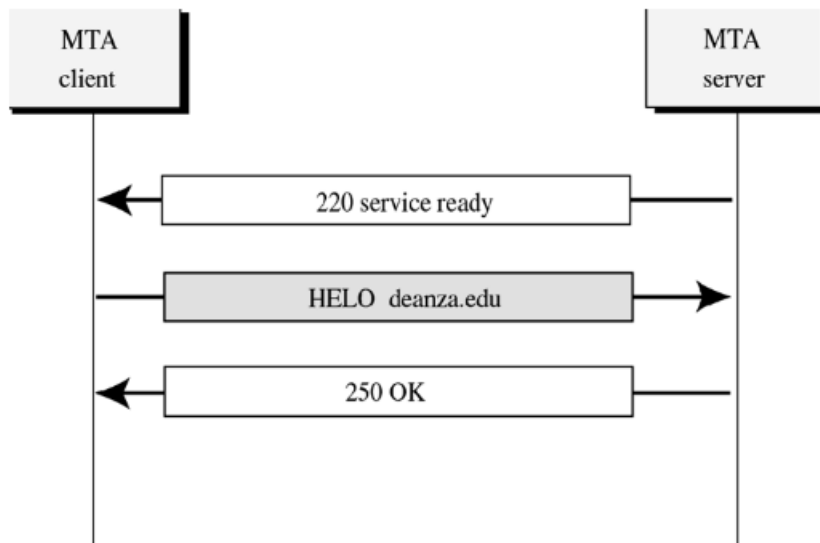 MTA
client
MTA
server
220 service ready
HELO deanza.edu
250 OK